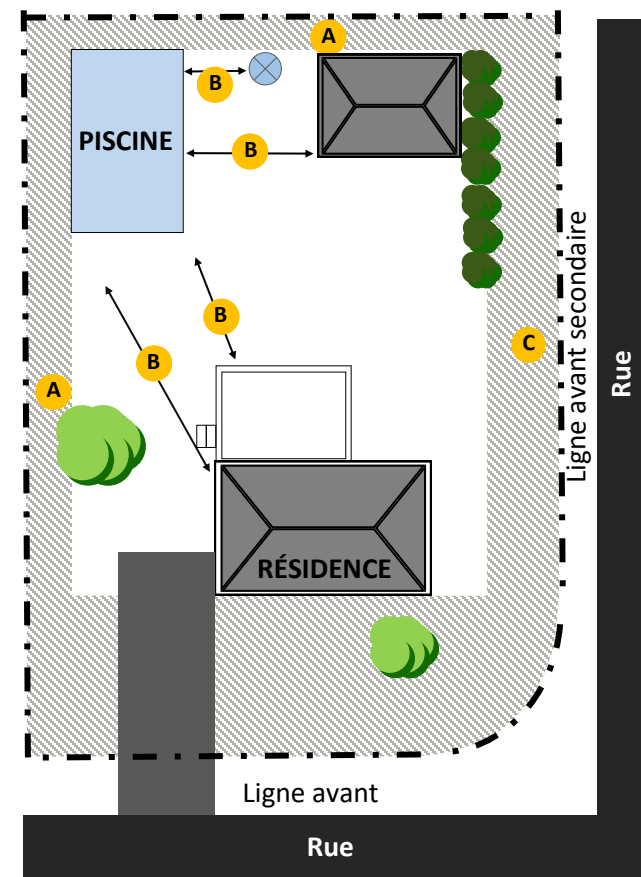 A
B
PISCINE
B
Ligne avant secondaire
Rue
B
C
B
A
RÉSIDENCE
Ligne avant
Rue